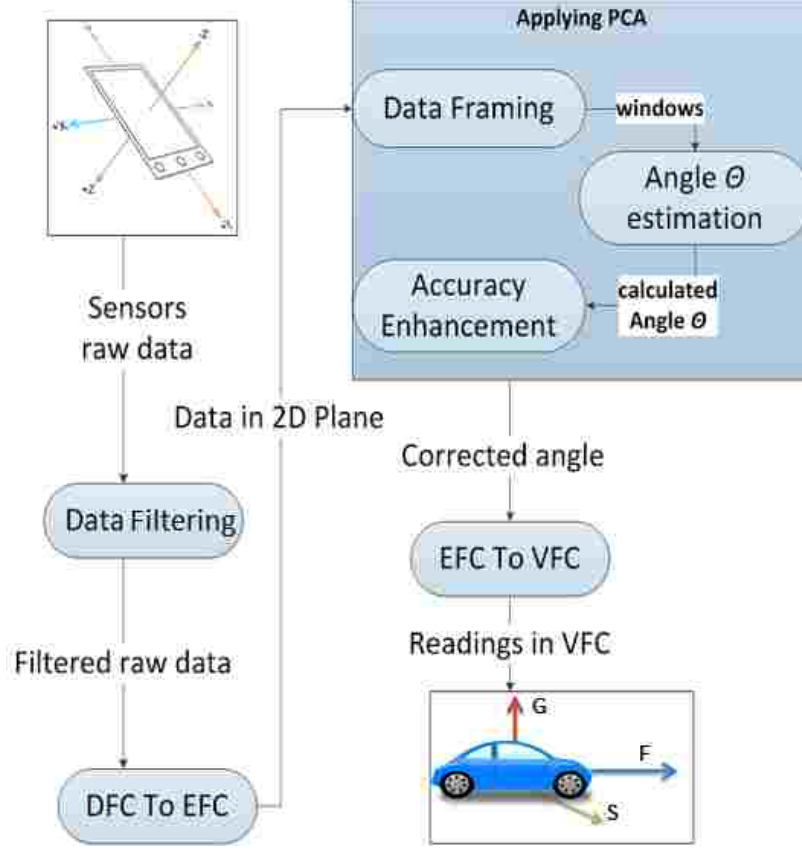 Z
Sensors
raw data
Data Filtering
Filtered raw data
DFC To EFC
Data in 2D Plane
Applying PCA
Data Framing
windows
Angle Θ
estimation
calculated
Angle Θ
Accuracy
Enhancement
Corrected angle
EFC To VFC
Readings in VFC
G
F
S